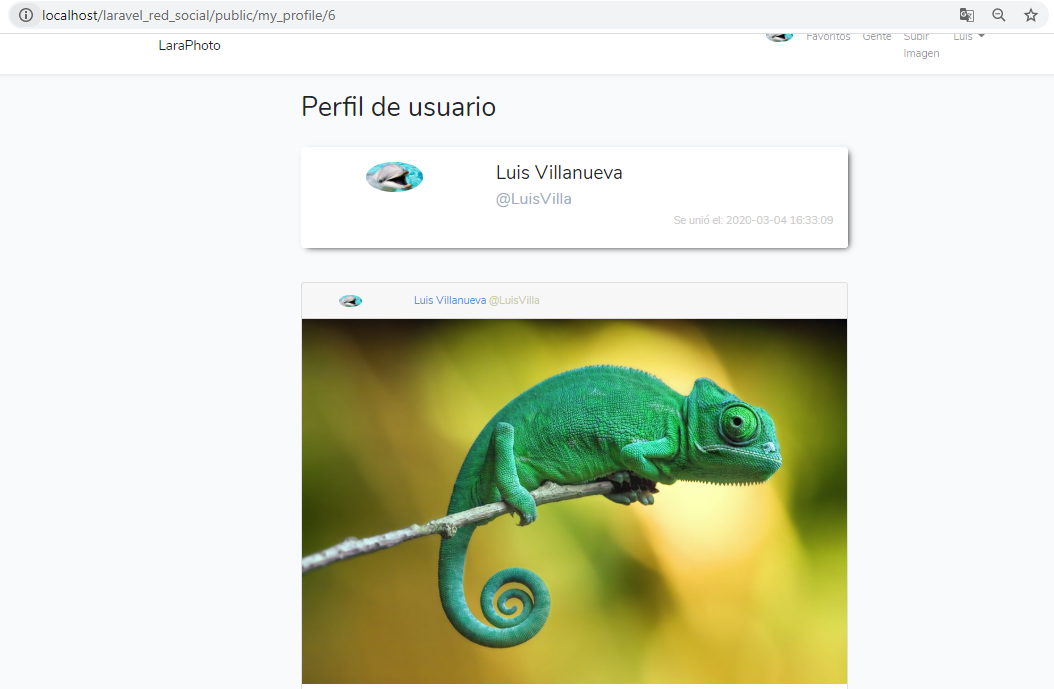 localhost/laravel_red_social/public/my_profile/6
LaraPhoto
Favoritos Gente Subir Imagen Luis
Perfil de usuario
Luis Villanueva
@LuisVilla
Se unió el: 2020-03-04 16:33:09
Luis Villanueva @LuisVilla